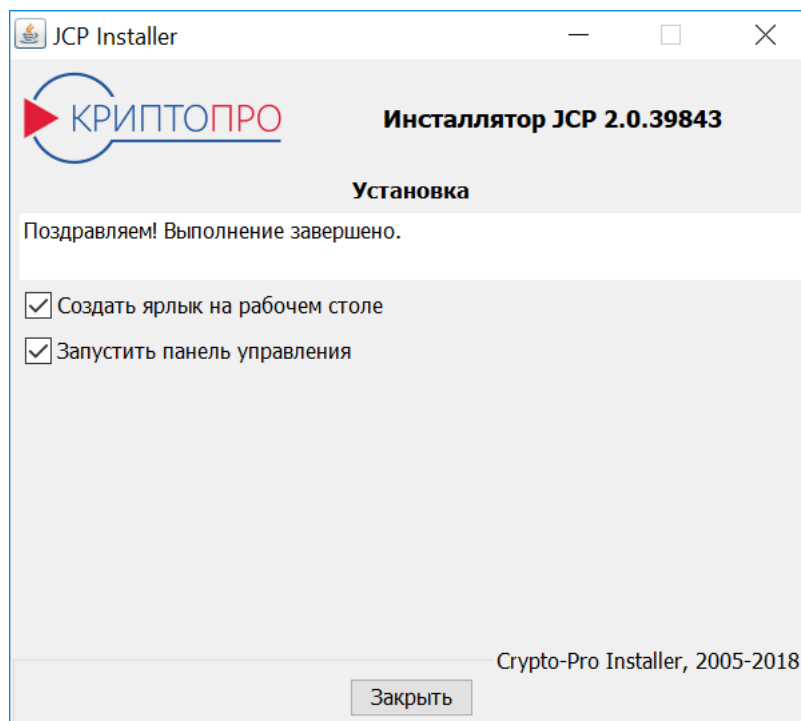 JCP Installer
КРИПТОПРО
Инсталлятор JCP 2.0.39843
Установка
Поздравляем! Выполнение завершено.
Создать ярлык на рабочем столе
Запустить панель управления
Crypto-Pro Installer, 2005-2018
Закрыть